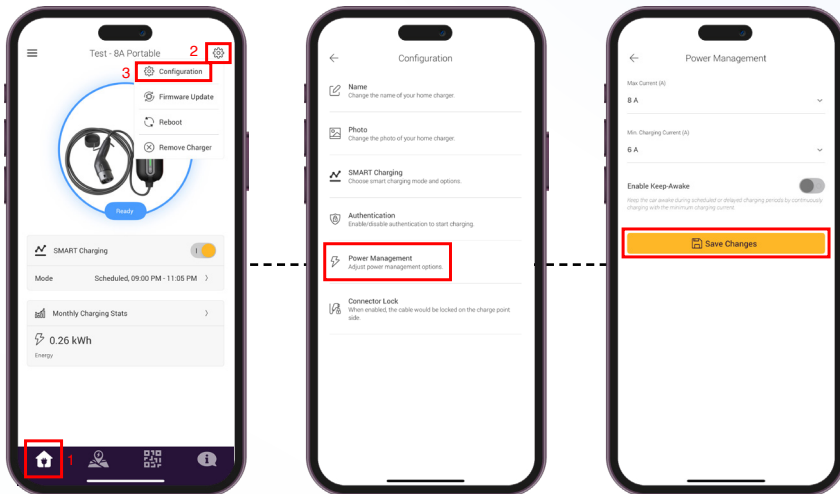 Test - 8A Portable
2
3
Configuration
Firmware Update
Reboot
Remove Charger
Ready
SMART Charging
Mode
Scheduled, 09:00 PM - 11:05 PM
Monthly Charging Stats
0.26 kWh
Energy
1
Configuration
Name
Change the name of your home charger.
Photo
Change the photo of your home charger.
SMART Charging
Choose smart charging mode and options.
Authentication
Enable/disable authentication to start charging
Power Management
Adjust power management options.
Connector Lock
When enabled, the cable would be locked on the charge point
side.
Power Management
Max Current (A)
8 A
Min. Charging Current (A)
6 A
Enable Keep-Awake
Keep the car awake during scheduled or delayed charging periods by continuously
charging with the minimum charging current.
Save Changes